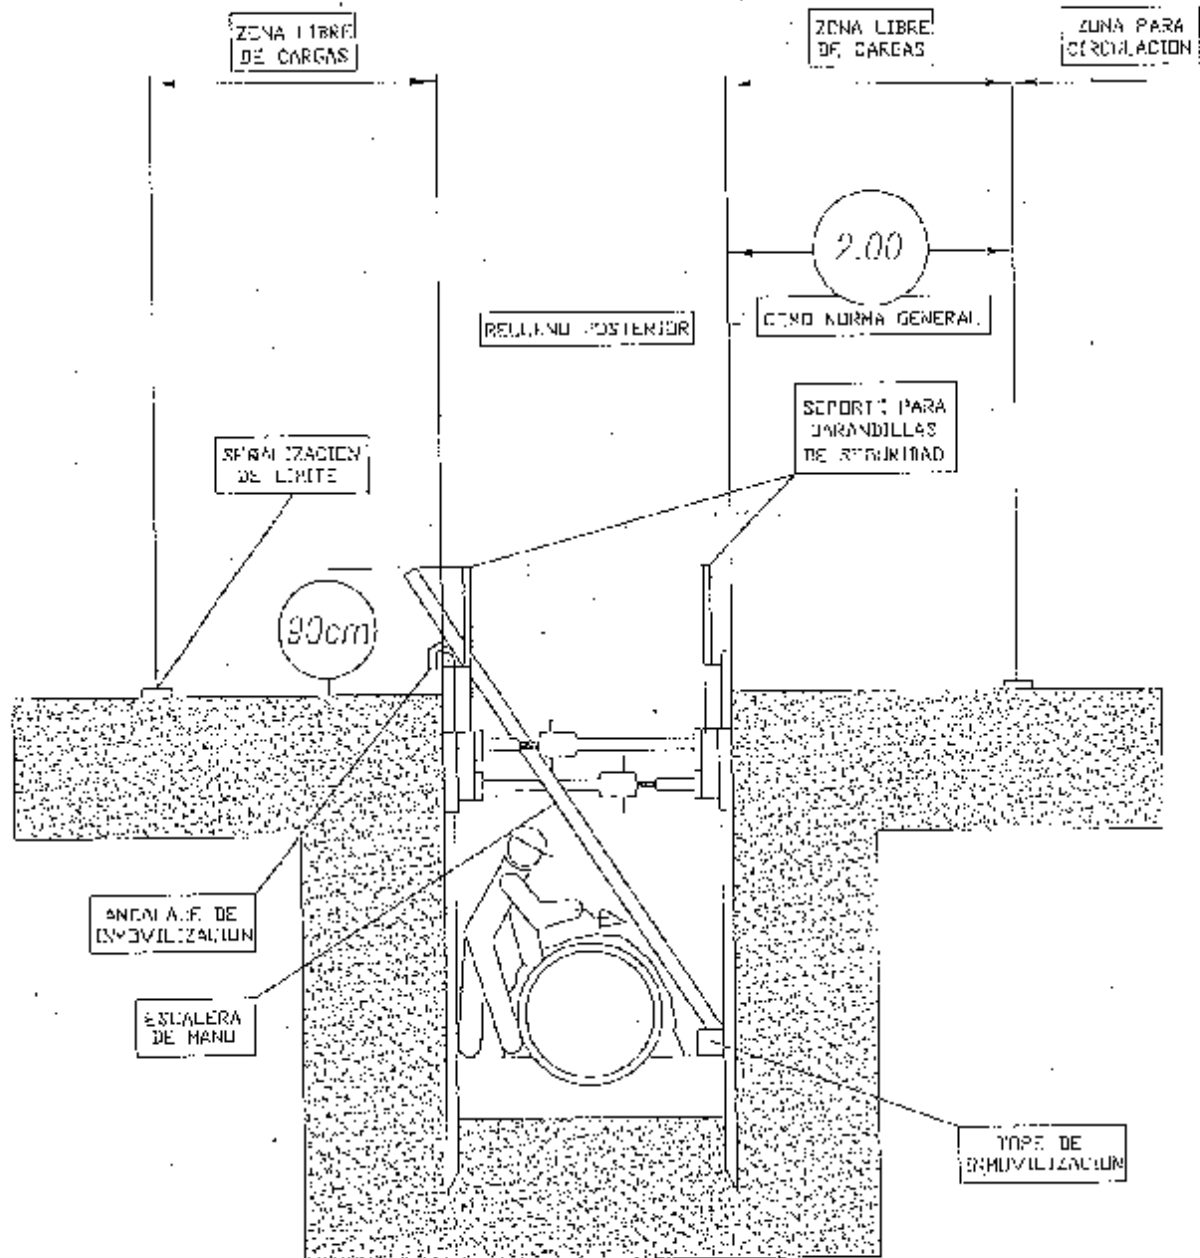 ZONA LIBRE
DE CARGAS
ZONA LIBRE
DE CARGAS
ZONA PARA
CIRCULACION
2.00
COMO NORMA GENERAL
RELLENO POSTERIOR
SOPORTE PARA
BARANDILLAS
DE SEGURIDAD
SEÑALIZACION
DE LIMITE
90cm
ANCALAJE DE
INMOVILIZACION
ESCALERA
DE MANO
TOPE DE
INMOVILIZACION